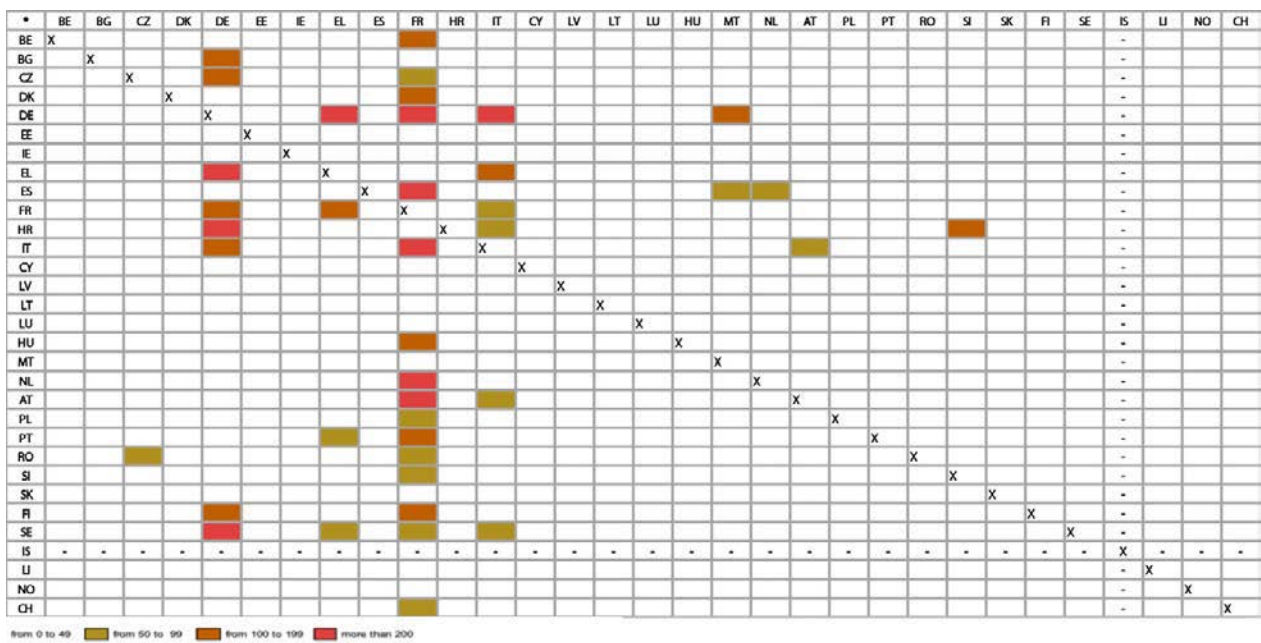 * BE BG CZ DK DE EE IE EL ES FR HR IT CY LV LT LU HU MT NL AT PL PT RO SI SK FI SE IS LI NO CH
BE X -
BG X -
CZ X -
DK X -
DE X -
EE X -
IE X -
EL X -
ES X -
FR X -
HR X -
IT X -
CY X -
LV X -
LT X -
LU X -
HU X -
MT X -
NL X -
AT X -
PL X -
PT X -
RO X -
SI X -
SK X -
FI X -
SE X -
IS - - - - - - - - - - - - - - - - - - - - - - - - - - - X - - -
LI - X
NO - X
CH - X
from 0 to 49 from 50 to 99 from 100 to 199 more than 200